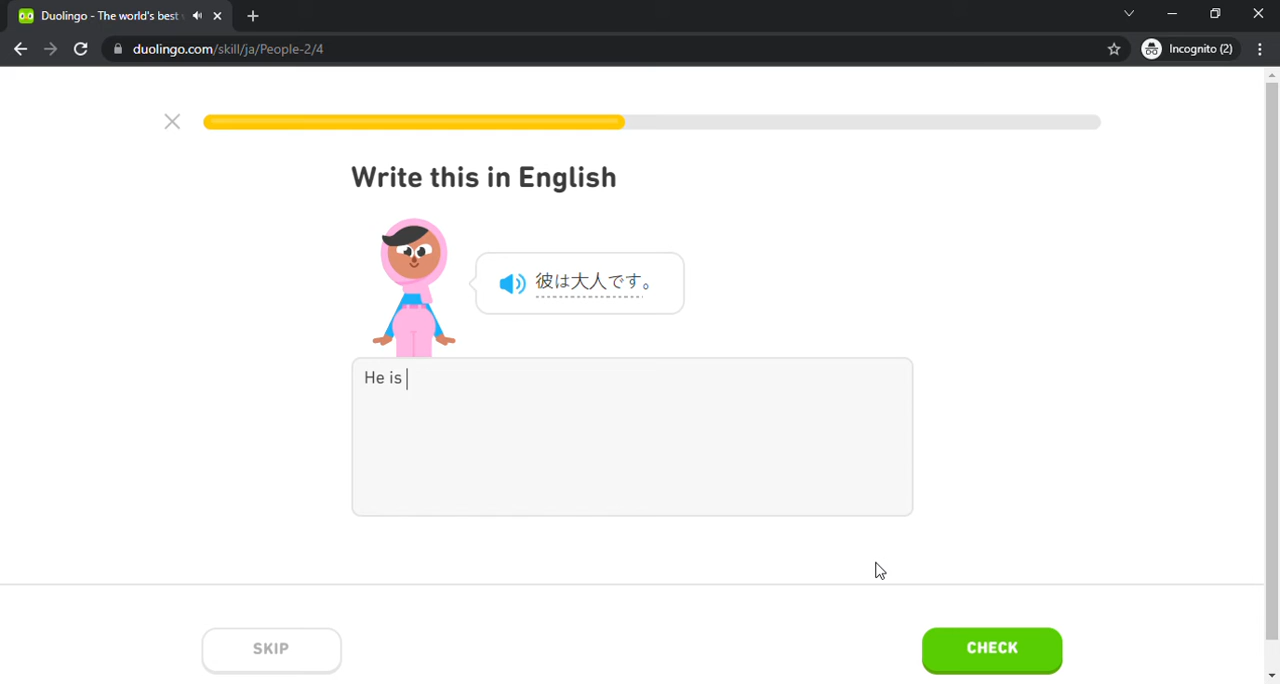 Duolingo - The world's best
duolingo.com/skill/ja/People-2/4
Incognito (2)
Write this in English
彼は大人です。
He is
SKIP
CHECK